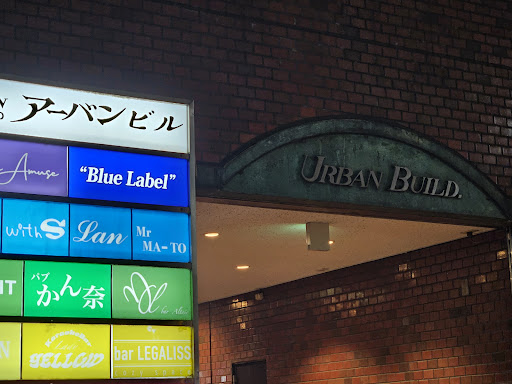 アーバンビル
URBAN BUILD.
Amuse
"Blue Label"
with S
Lan
Mr
MA-TO
パブ
かん奈
bar LEGALISS